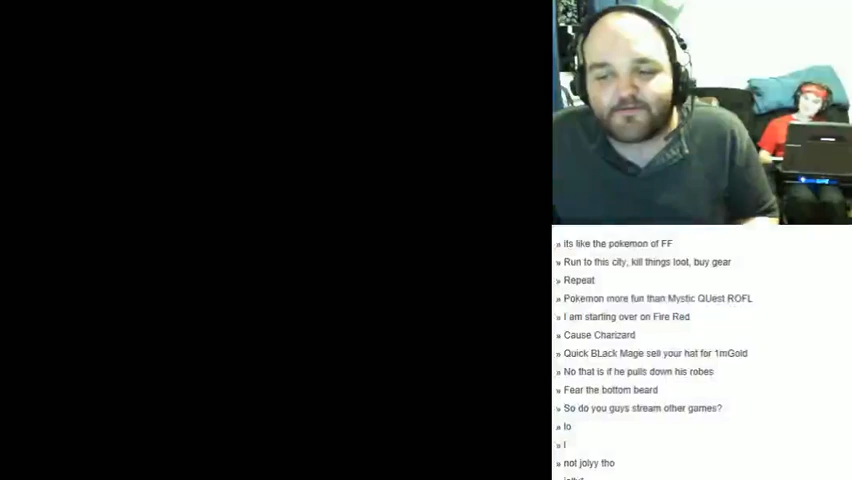 » its like the pokemon of FF
» Run to this city, kill things loot, buy gear
» Repeat
» Pokemon more fun than Mystic QUest ROFL
» I am starting over on Fire Red
» Cause Charizard
» Quick BLack Mage sell your hat for 1mGold
» No that is if he pulls down his robes
» Fear the bottom beard
» So do you guys stream other games?
» lo
» l
» not jolyy tho